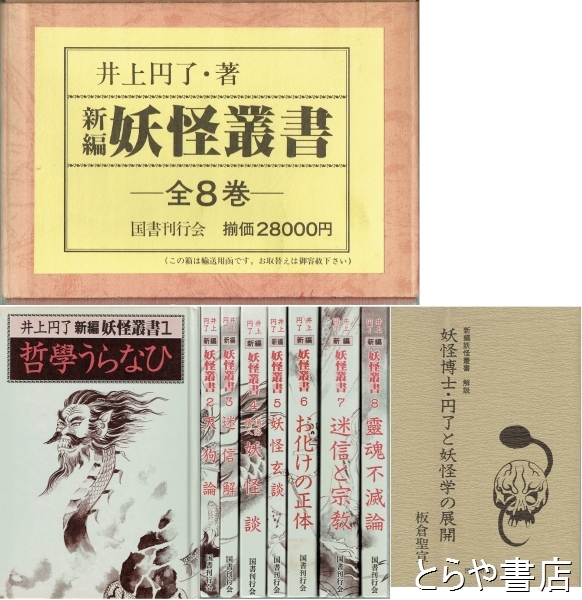 井上円了・著
新編 妖怪叢書
全8巻
国書刊行会 揃価28000円
(この箱は輸送用函です。お取替えは御容赦下さい)
井上円了 新編 妖怪叢書1
哲學うらなひ
井上円了 新編 妖怪叢書 2 天狗論 国書刊行会
井上円了 新編 妖怪叢書 3 迷信解 国書刊行会
井上円了 新編 妖怪叢書 4 妖怪談 国書刊行会
井上円了 新編 妖怪叢書 5 妖怪玄談 国書刊行会
井上円了 新編 妖怪叢書 6 お化けの正体 国書刊行会
井上円了 新編 妖怪叢書 7 迷信と宗教 国書刊行会
井上円了 新編 妖怪叢書 8 靈魂不滅論 国書刊行会
新編妖怪叢書 解説
妖怪博士・円了と妖怪学の展開
板倉聖宣
とらや書店